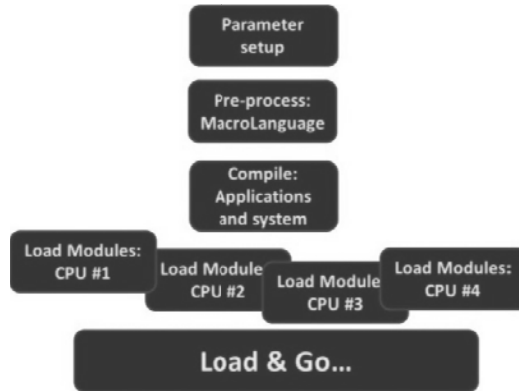 Parameter
setup
Pre-process:
MacroLanguage
Compile:
Applications
and system
Load Modules:
CPU #1
Load Module
CPU #2
Load Module
CPU #3
Load Modules:
CPU #4
Load & Go...